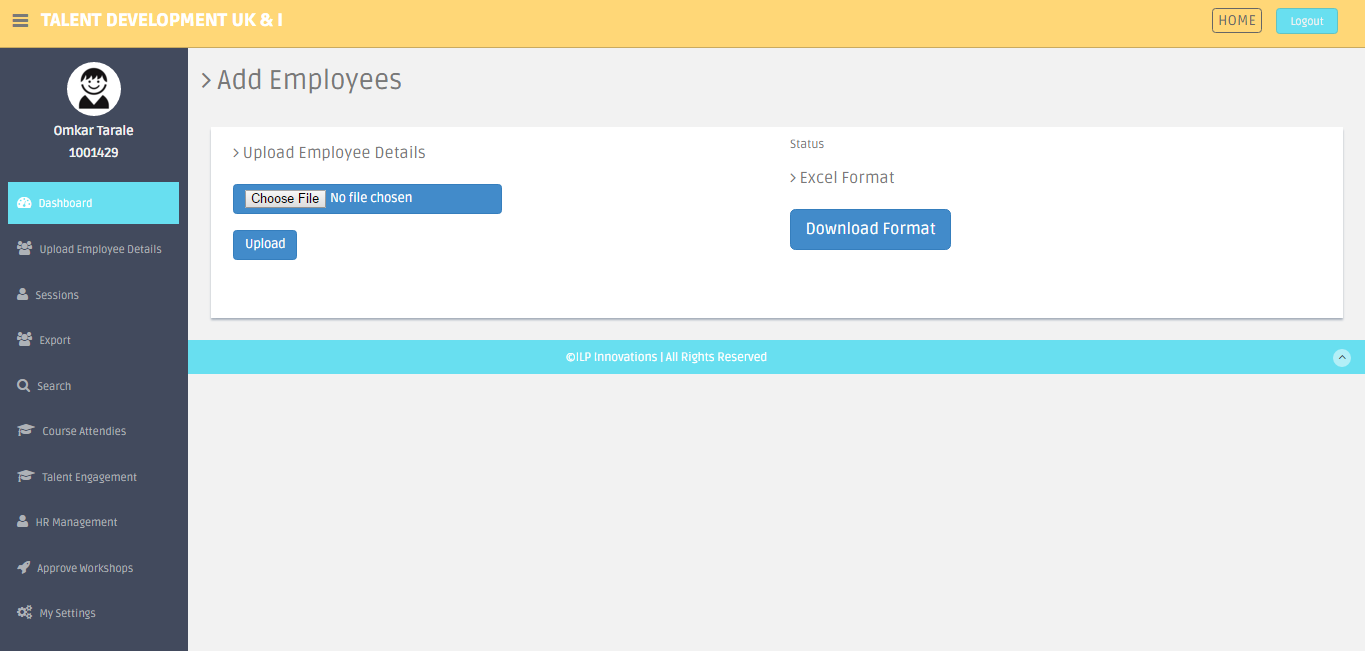 TALENT DEVELOPMENT UK & I
HOME
Logout
Omkar Tarale
1001429
Dashboard
Upload Employee Details
Sessions
Export
Search
Course Attendies
Talent Engagement
HR Management
Approve Workshops
My Settings
Add Employees
Upload Employee Details
Choose File No file chosen
Upload
Status
Excel Format
Download Format
©ILP Innovations | All Rights Reserved